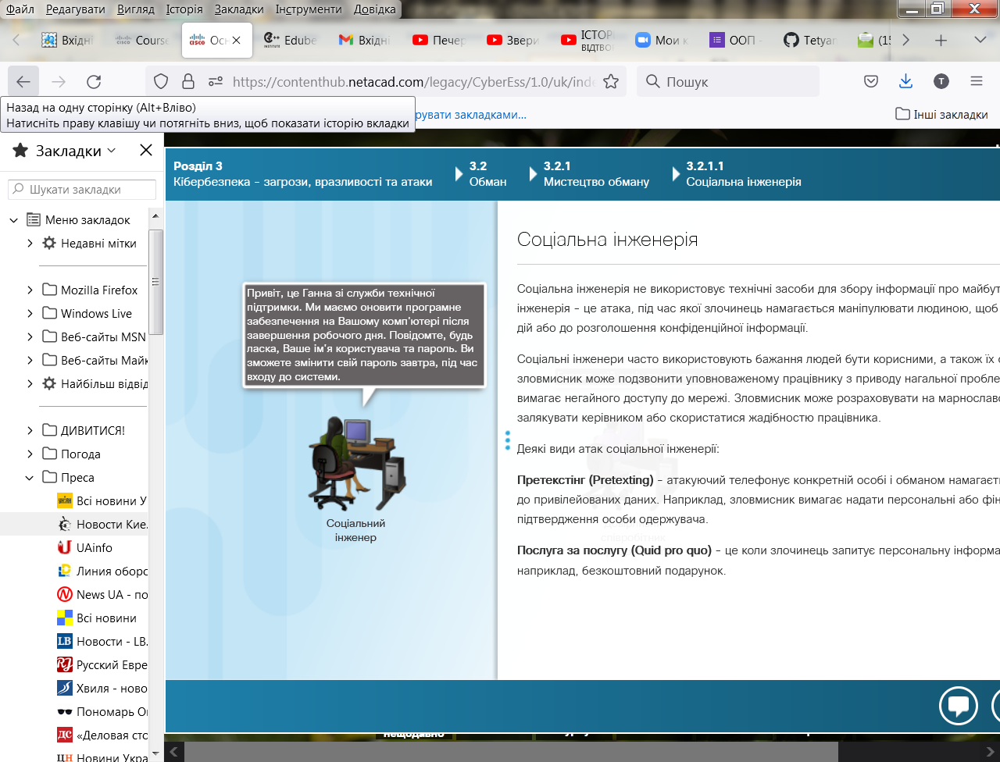 Файл Редагувати Вигляд Історія Закладки Інструменти Довідка
Вхідні Course Осн Edube Вхідні Печер Звери ІСТОРІ Мои к ООП - Tetyan (15
ВІДТВО
https://contenthub.netacad.com/legacy/CyberEss/1.0/uk/inde Пошук T
Назад на одну сторінку (Alt+Вліво)
Натисніть праву клавішу чи потягніть вниз, щоб показати історію вкладки
рувати закладками... Інші закладки
Закладки
Шукати закладки
Меню закладок
Недавні мітки
Mozilla Firefox
Windows Live
Веб-сайты MSN
Веб-сайты Майк
Найбільш відвід
ДИВИТИСЯ!
Погода
Преса
Всі новини У
Новости Кие.
UAinfo
Линия оборо
News UA - по
Всі новини
Новости - LB.
Русский Евре
Хвиля - ново
Пономарь О
«Деловая сто
Новини Укра
Розділ 3
Кібербезпека – загрози, вразливості та атаки
3.2
Обман
3.2.1
Мистецтво обману
3.2.1.1
Соціальна інженерія
Привіт, це Ганна зі служби технічної
підтримки. Ми маємо оновити програмне
забезпечення на Вашому комп'ютері після
завершення робочого дня. Повідомте, будь
ласка, Ваше ім'я користувача та пароль. Ви
зможете змінити свій пароль завтра, під час
входу до системи.
Соціальний
інженер
Соціальна інженерія
Соціальна інженерія не використовує технічні засоби для збору інформації про майбут
інженерія – це атака, під час якої злочинець намагається маніпулювати людиною, щоб
дій або до розголошення конфіденційної інформації.
Соціальні інженери часто використовують бажання людей бути корисними, а також їх с
зловмисник може подзвонити уповноваженому працівнику з приводу нагальної пробле
вимагає негайного доступу до мережі. Зловмисник може розраховувати на марнославс
залякувати керівником або скористатися жадібністю працівника.
Деякі види атак соціальної інженерії:
Претекстінг (Pretexting) – атакуючий телефонує конкретній особі і обманом намагаєт
до привілейованих даних. Наприклад, зловмисник вимагає надати персональні або фін
підтвердження особи одержувача.
співробітник
Послуга за послугу (Quid pro quo) – це коли злочинець запитує персональну інформа
наприклад, безкоштовний подарунок.
нещодавно